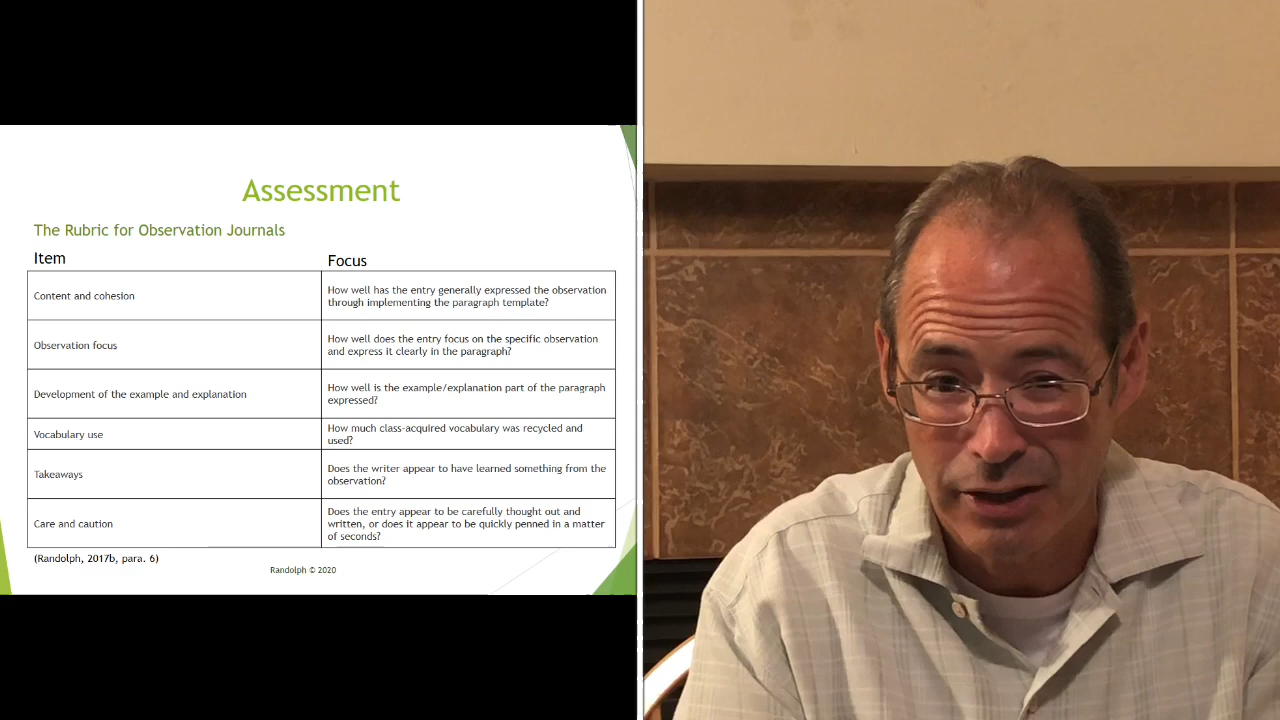 Assessment
The Rubric for Observation Journals
Item
Focus
Content and cohesion
How well has the entry generally expressed the observation
through implementing the paragraph template?
Observation focus
How well does the entry focus on the specific observation
and express it clearly in the paragraph?
Development of the example and explanation
How well is the example/explanation part of the paragraph
expressed?
Vocabulary use
How much class-acquired vocabulary was recycled and
used?
Takeaways
Does the writer appear to have learned something from the
observation?
Care and caution
Does the entry appear to be carefully thought out and
written, or does it appear to be quickly penned in a matter
of seconds?
(Randolph, 2017b, para. 6)
Randolph © 2020